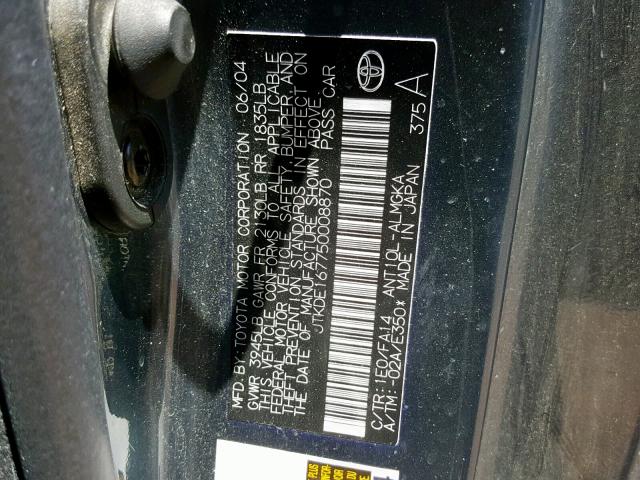 MFD. BY: TOYOTA MOTOR CORPORATION 06/04
GVWR 3945LB GAWR FR 2130LB RR 1835LB
THIS VEHICLE CONFORMS TO ALL APPLICABLE
FEDERAL MOTOR VEHICLE SAFETY, BUMPER, AND
THEFT PREVENTION STANDARDS IN EFFECT ON
THE DATE OF MANUFACTURE SHOWN ABOVE.
JTKDE167750008870 PASS CAR
C/TR: 1E0/FA14 ANT10L-ALMGKA 375 A
A/TM: -02A/E350* MADE IN JAPAN
PLUS